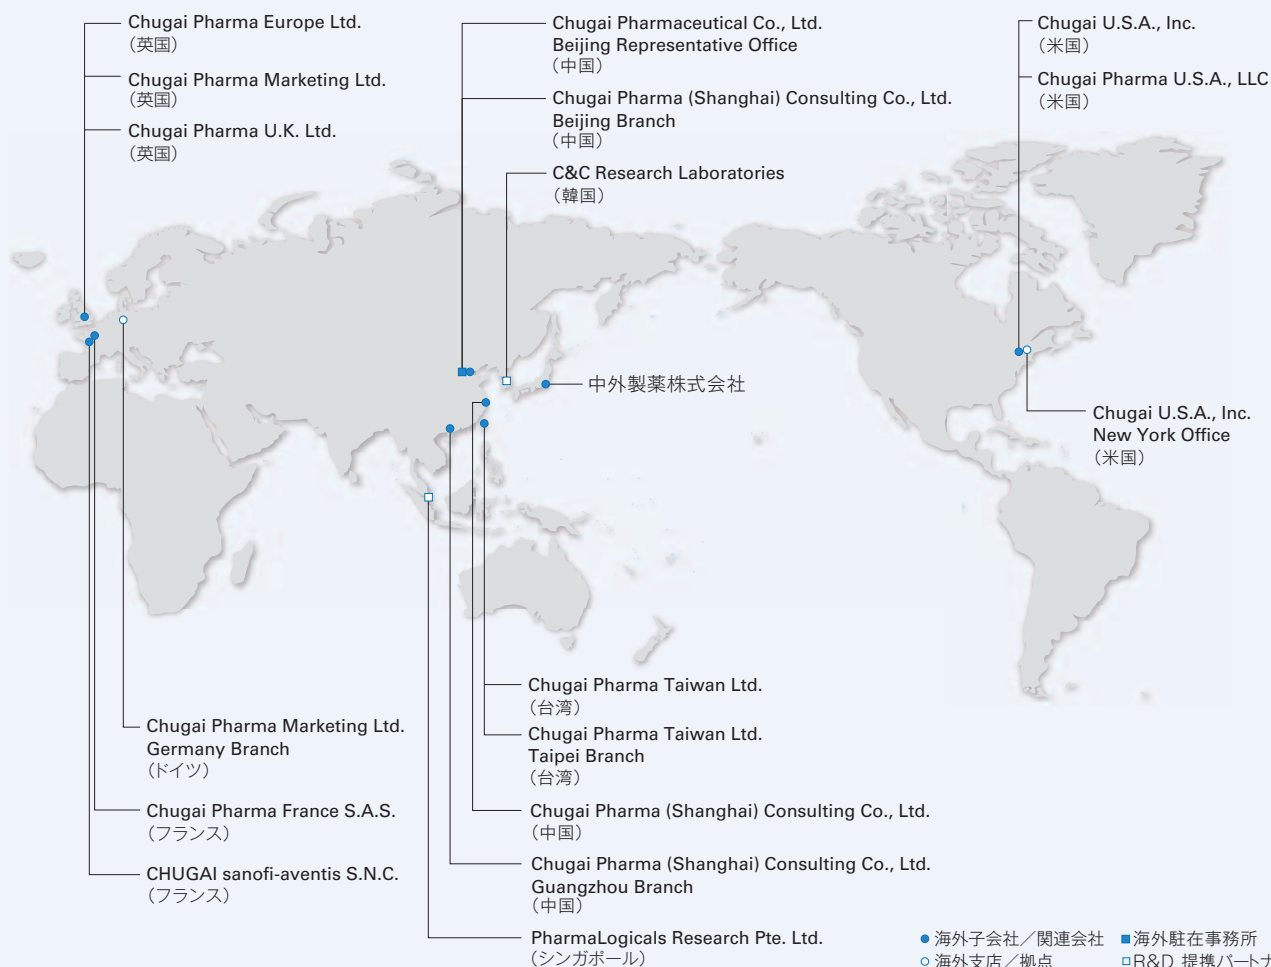 Chugai Pharma Europe Ltd.
（英国）
Chugai Pharma Marketing Ltd.
（英国）
Chugai Pharma U.K. Ltd.
（英国）
Chugai Pharmaceutical Co., Ltd.
Beijing Representative Office
（中国）
Chugai Pharma (Shanghai) Consulting Co., Ltd.
Beijing Branch
（中国）
C&C Research Laboratories
（韓国）
Chugai U.S.A., Inc.
（米国）
Chugai Pharma U.S.A., LLC
（米国）
中外製薬株式会社
Chugai U.S.A., Inc.
New York Office
（米国）
Chugai Pharma Marketing Ltd.
Germany Branch
（ドイツ）
Chugai Pharma France S.A.S.
（フランス）
CHUGAI sanofi-aventis S.N.C.
（フランス）
Chugai Pharma Taiwan Ltd.
（台湾）
Chugai Pharma Taiwan Ltd.
Taipei Branch
（台湾）
Chugai Pharma (Shanghai) Consulting Co., Ltd.
（中国）
Chugai Pharma (Shanghai) Consulting Co., Ltd.
Guangzhou Branch
（中国）
PharmaLogicals Research Pte. Ltd.
（シンガポール）
● 海外子会社／関連会社 ■ 海外駐在事務所
○ 海外支店／拠点 □ R&D 提携パートナ